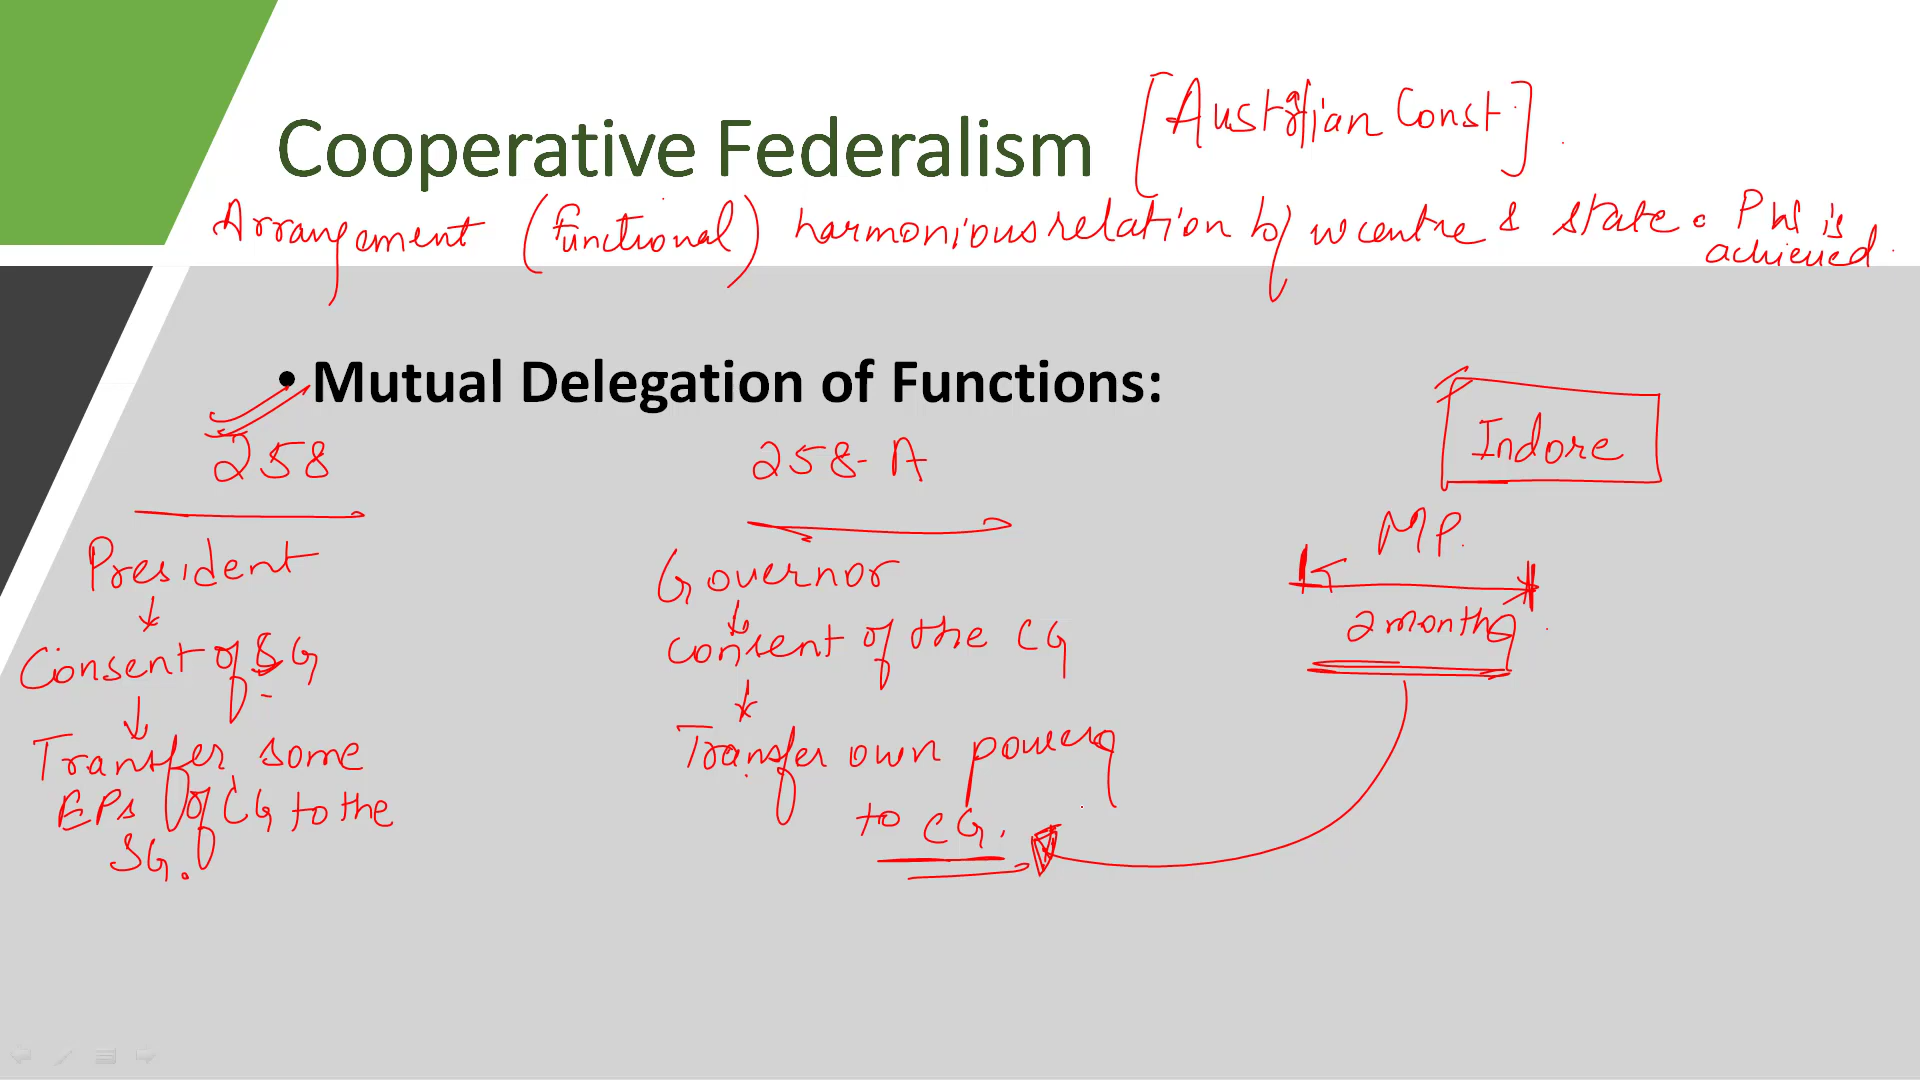 Cooperative Federalism [Australian Const]
Arrangement (functional) harmonious relation b/w centre & state. Phi is
achieved
• Mutual Delegation of Functions:
258
President
Consent of SG
Transfer some
EPs of CG to the
SG.
258-A
Governor
consent of the CG
Transfer own powers
to CG.
Indore
MP.
2 months